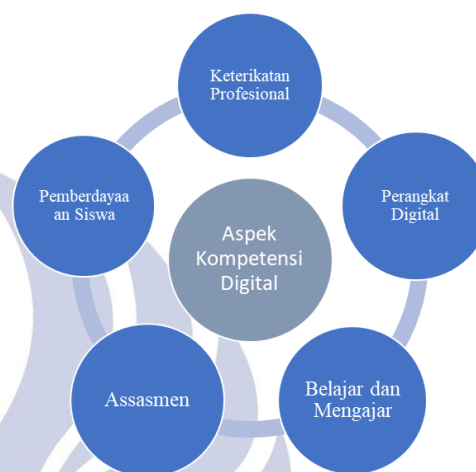 Keterikatan
Profesional
Perangkat
Digital
Belajar dan
Mengajar
Assasmen
Pemberdayaa
an Siswa
Aspek
Kompetensi
Digital